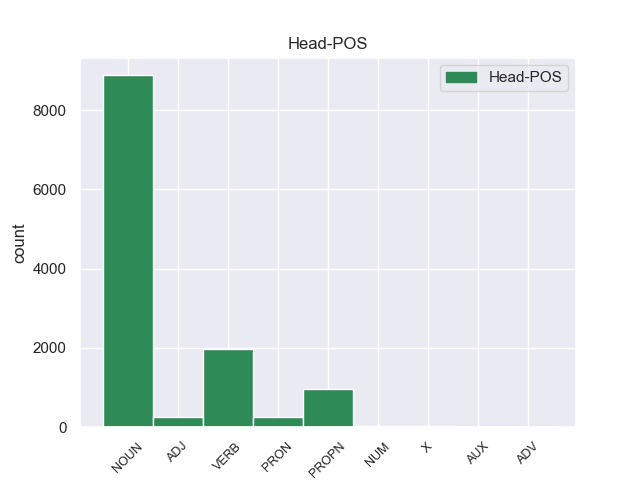 Head-POS
Head-POS
8000
6000
4000
2000
0
count
NOUN
ADJ
VERB
PRON
PROPN
NUM
X
AUX
ADV